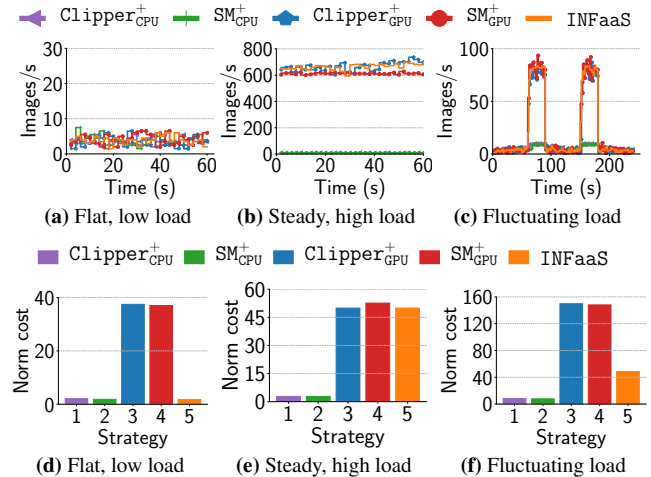 Clipper⁺CPU SM⁺CPU Clipper⁺GPU SM⁺GPU INFaaS
Images/s
30
20
10
0
0 20 40 60
Time (s)
(a) Flat, low load
Images/s
800
600
400
200
0
0 20 40 60
Time (s)
(b) Steady, high load
Images/s
100
50
0
0 100 200
Time (s)
(c) Fluctuating load
Clipper⁺CPU SM⁺CPU Clipper⁺GPU SM⁺GPU INFaaS
Norm cost
40
20
0
1 2 3 4 5
Strategy
(d) Flat, low load
Norm cost
60
45
30
15
0
1 2 3 4 5
Strategy
(e) Steady, high load
Norm cost
160
120
80
40
0
1 2 3 4 5
Strategy
(f) Fluctuating load